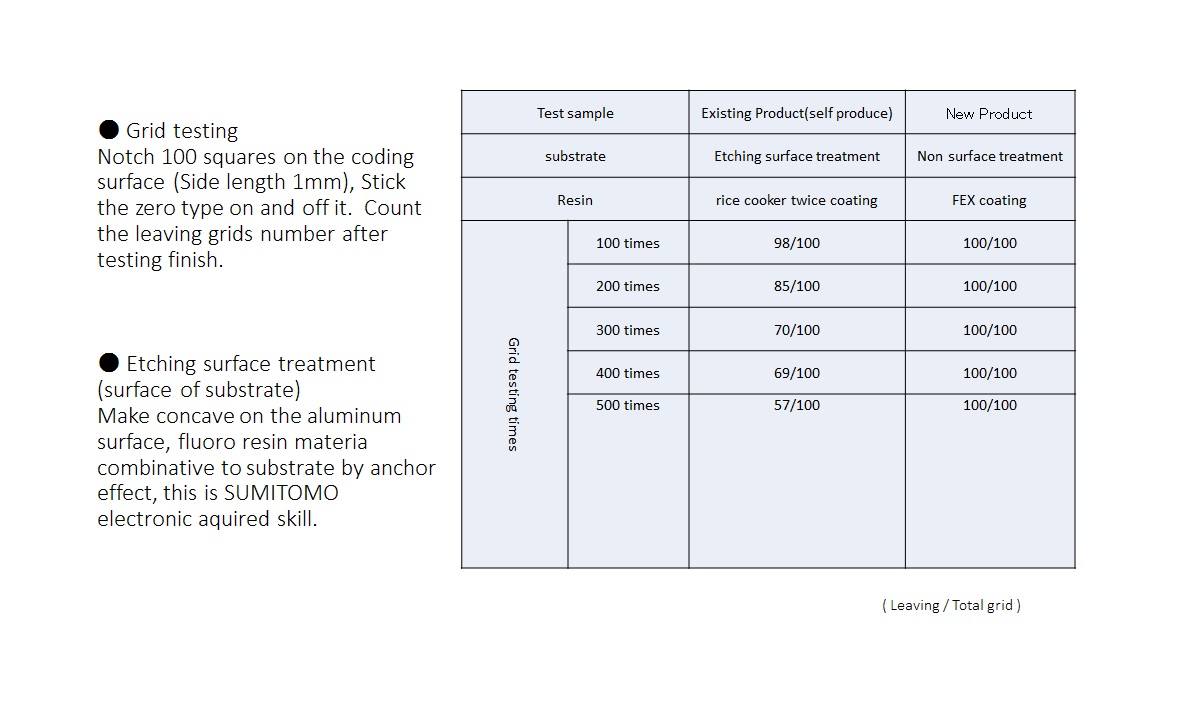 ● Grid testing
Notch 100 squares on the coding
surface (Side length 1mm), Stick
the zero type on and off it. Count
the leaving grids number after
testing finish.
● Etching surface treatment
(surface of substrate)
Make concave on the aluminum
surface, fluoro resin materia
combinative to substrate by anchor
effect, this is SUMITOMO
electronic aquired skill.
Test sample Existing Product(self produce) New Product
substrate Etching surface treatment Non surface treatment
Resin rice cooker twice coating FEX coating
Grid testing times
100 times 98/100 100/100
200 times 85/100 100/100
300 times 70/100 100/100
400 times 69/100 100/100
500 times 57/100 100/100
( Leaving / Total grid )